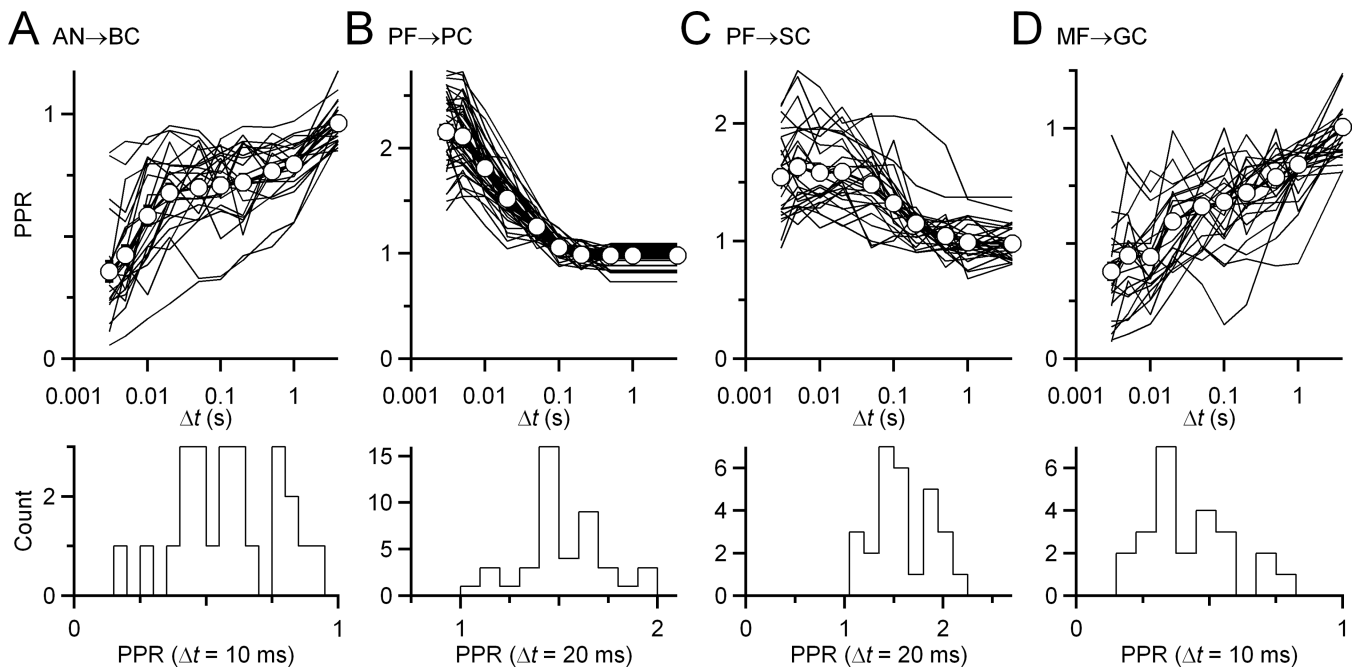 A AN→BC
B PF→PC
C PF→SC
D MF→GC
PPR
1
0
0.001 0.01 0.1 1
Δt (s)
2
1
0
0.001 0.01 0.1 1
Δt (s)
2
1
0
0.001 0.01 0.1 1
Δt (s)
1
0
0.001 0.01 0.1 1
Δt (s)
Count
2
0
0 1
PPR (Δt = 10 ms)
15
10
5
0
1 2
PPR (Δt = 20 ms)
6
4
2
0
0 1 2
PPR (Δt = 20 ms)
6
4
2
0
0 1
PPR (Δt = 10 ms)